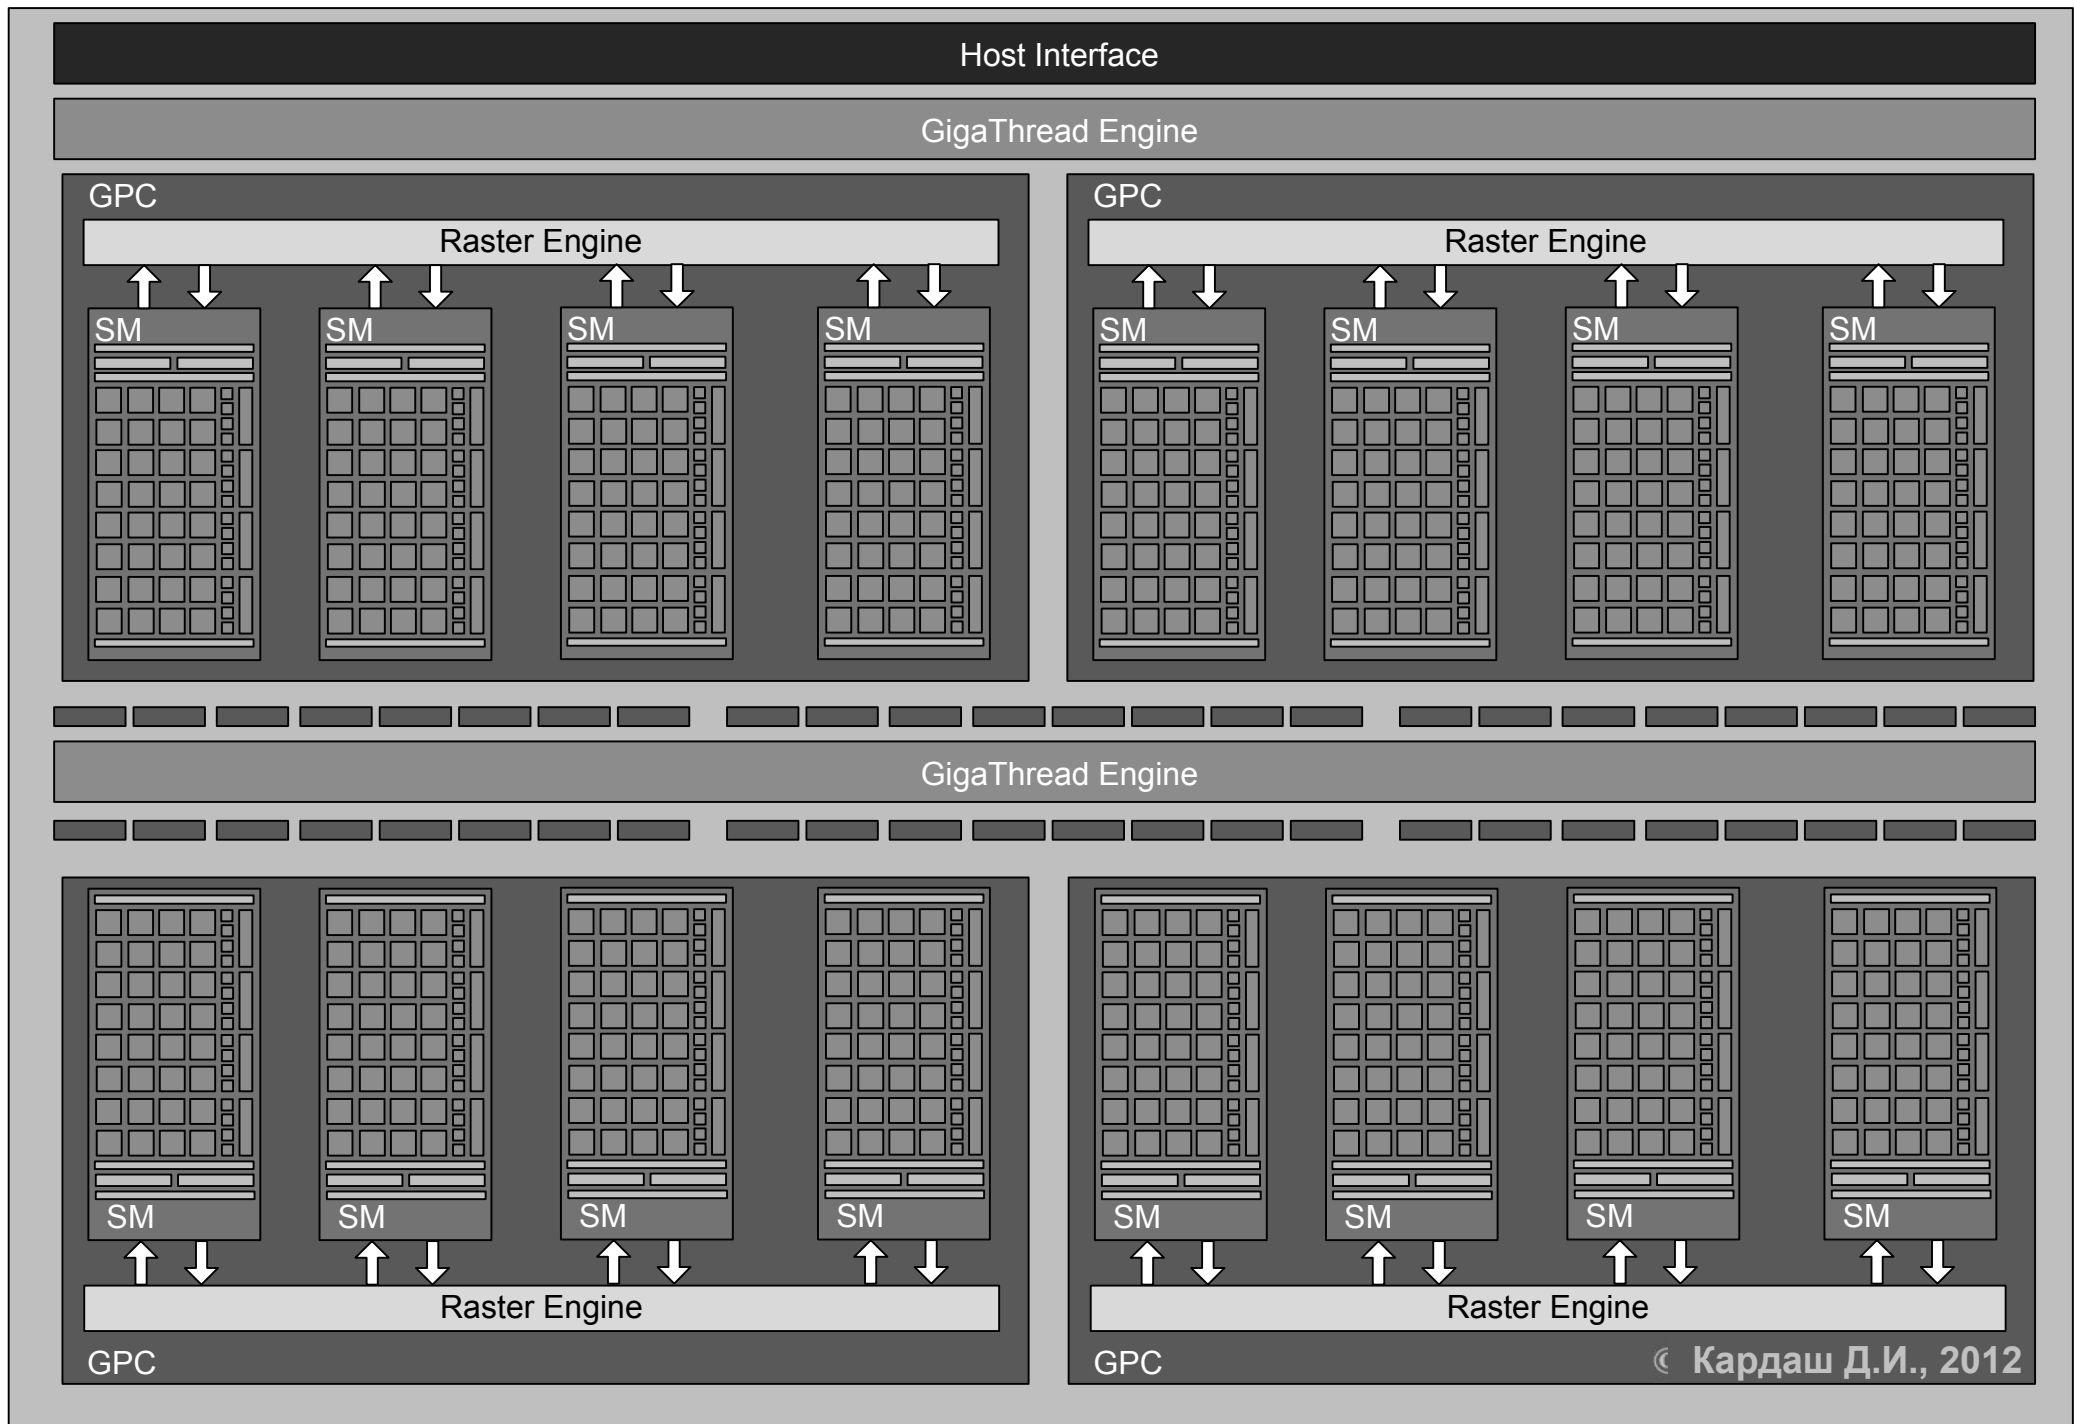 Host Interface
GigaThread Engine
GPC
Raster Engine
SM SM SM SM
GPC
Raster Engine
SM SM SM SM
GigaThread Engine
SM SM SM SM
Raster Engine
GPC
SM SM SM SM
Raster Engine
GPC
© Кардаш Д.И., 2012